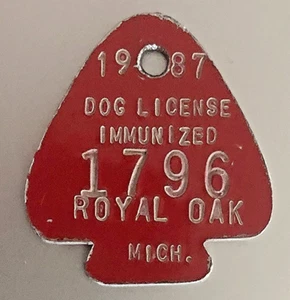 19 87
DOG LICENSE
IMMUNIZED
1796
ROYAL OAK
MICH.